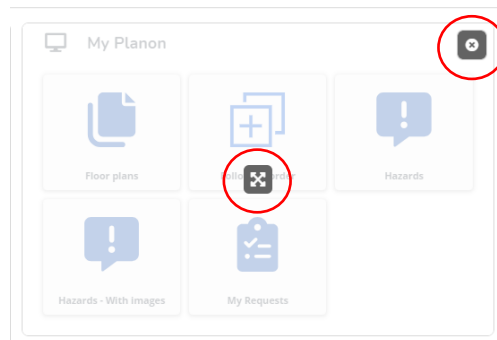 My Planon
Floor plans
Hazards
Hazards - With Images
My Requests